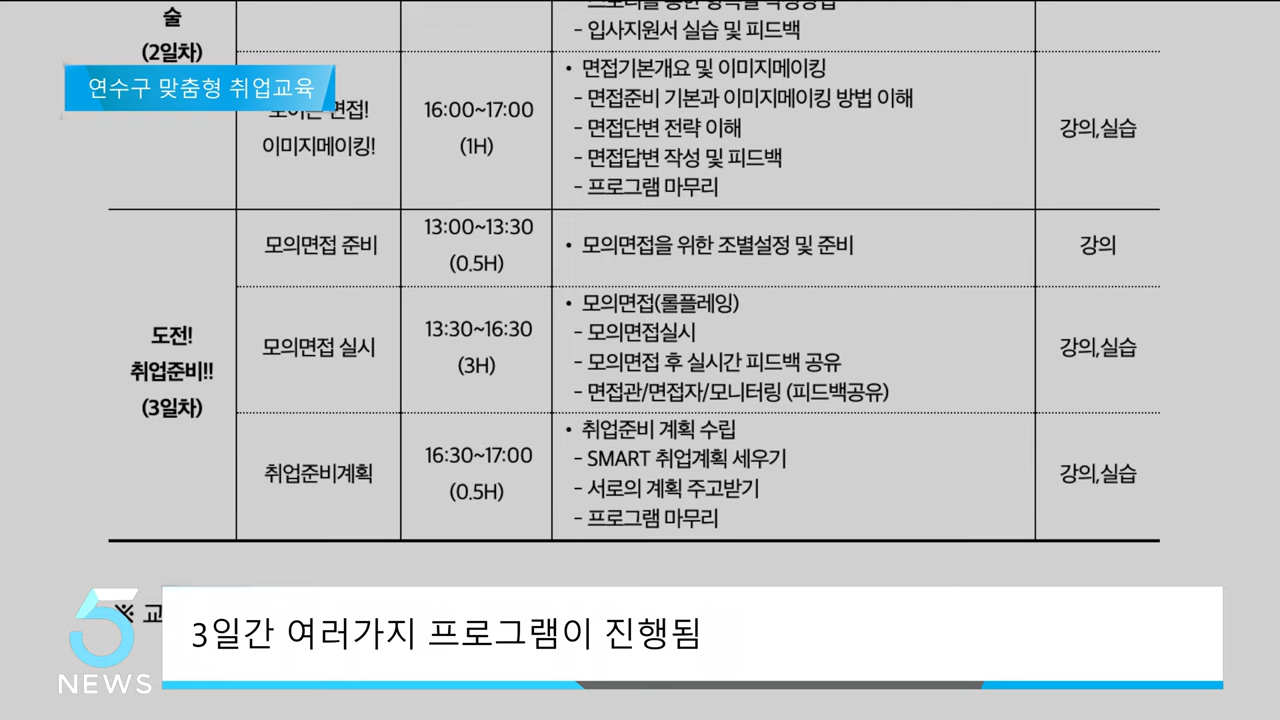 술
(2일차)
- 입사지원서 실습 및 피드백
연수구 맞춤형 취업교육
면접!
이미지메이킹!
16:00~17:00
(1H)
• 면접기본개요 및 이미지메이킹
- 면접준비 기본과 이미지메이킹 방법 이해
- 면접단변 전략 이해
- 면접답변 작성 및 피드백
- 프로그램 마무리
강의,실습
도전!
취업준비!!
(3일차)
모의면접 준비
13:00~13:30
(0.5H)
• 모의면접을 위한 조별설정 및 준비
강의
모의면접 실시
13:30~16:30
(3H)
• 모의면접(롤플레잉)
- 모의면접실시
- 모의면접 후 실시간 피드백 공유
- 면접관/면접자/모니터링 (피드백공유)
강의,실습
취업준비계획
16:30~17:00
(0.5H)
• 취업준비 계획 수립
- SMART 취업계획 세우기
- 서로의 계획 주고받기
- 프로그램 마무리
강의,실습
※
5
NEWS
3일간 여러가지 프로그램이 진행됨